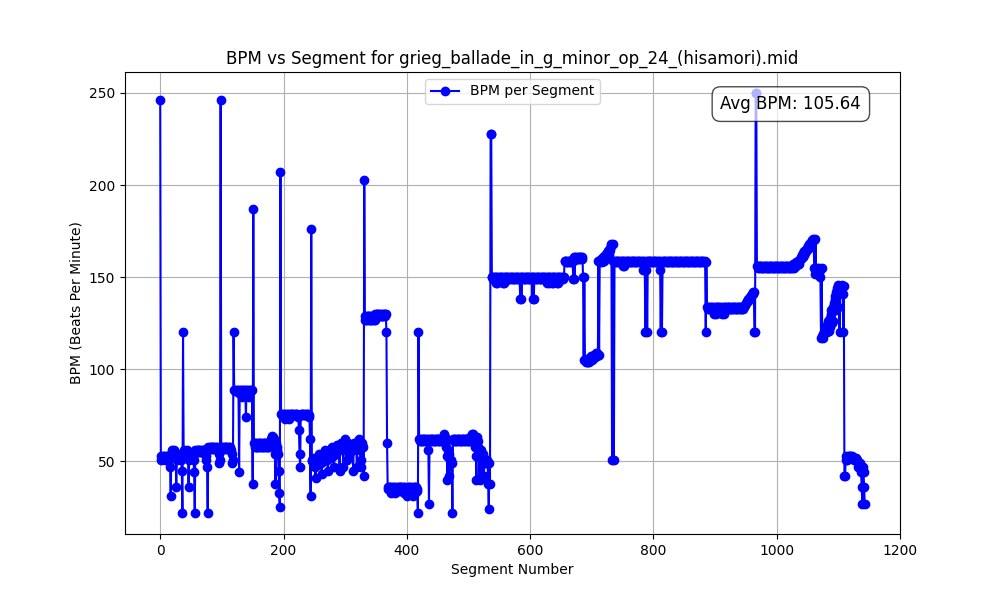 BPM vs Segment for grieg_ballade_in_g_minor_op_24_(hisamori).mid
BPM per Segment
Avg BPM: 105.64
BPM (Beats Per Minute)
250
200
150
100
50
0
200
400
600
800
1000
1200
Segment Number